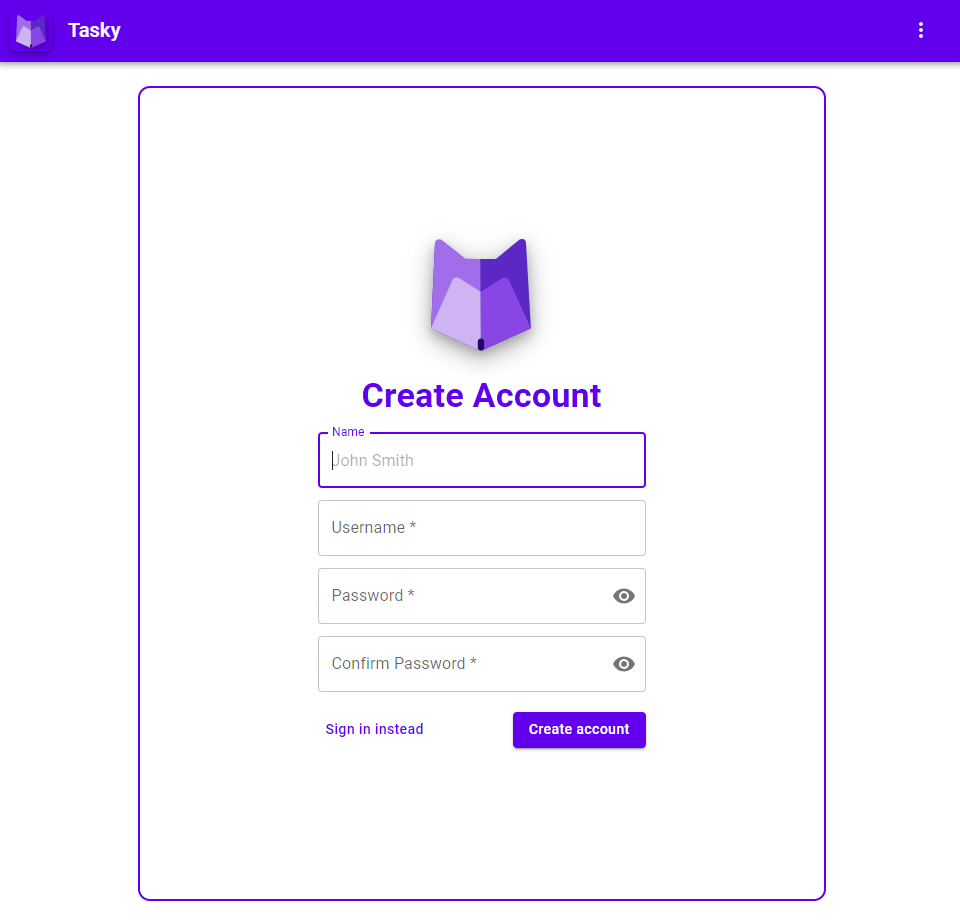 Tasky
Create Account
Name
John Smith
Username *
Password *
Confirm Password *
Sign in instead
Create account